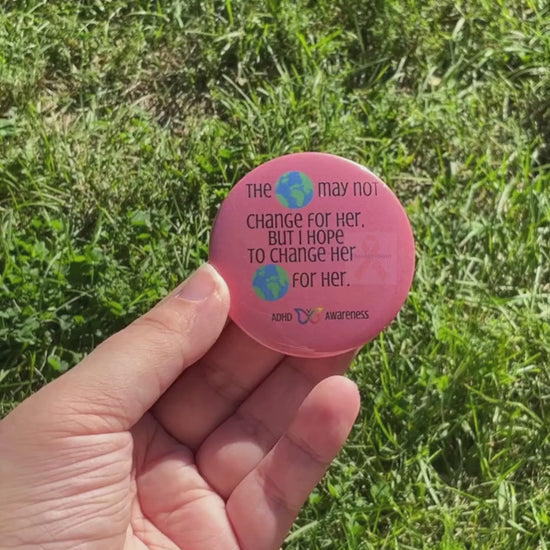 THE MAY NOT
CHANGE FOR HER.
BUT I HOPE
TO CHANGE HER
FOR HER.
ADHD AWARENESS